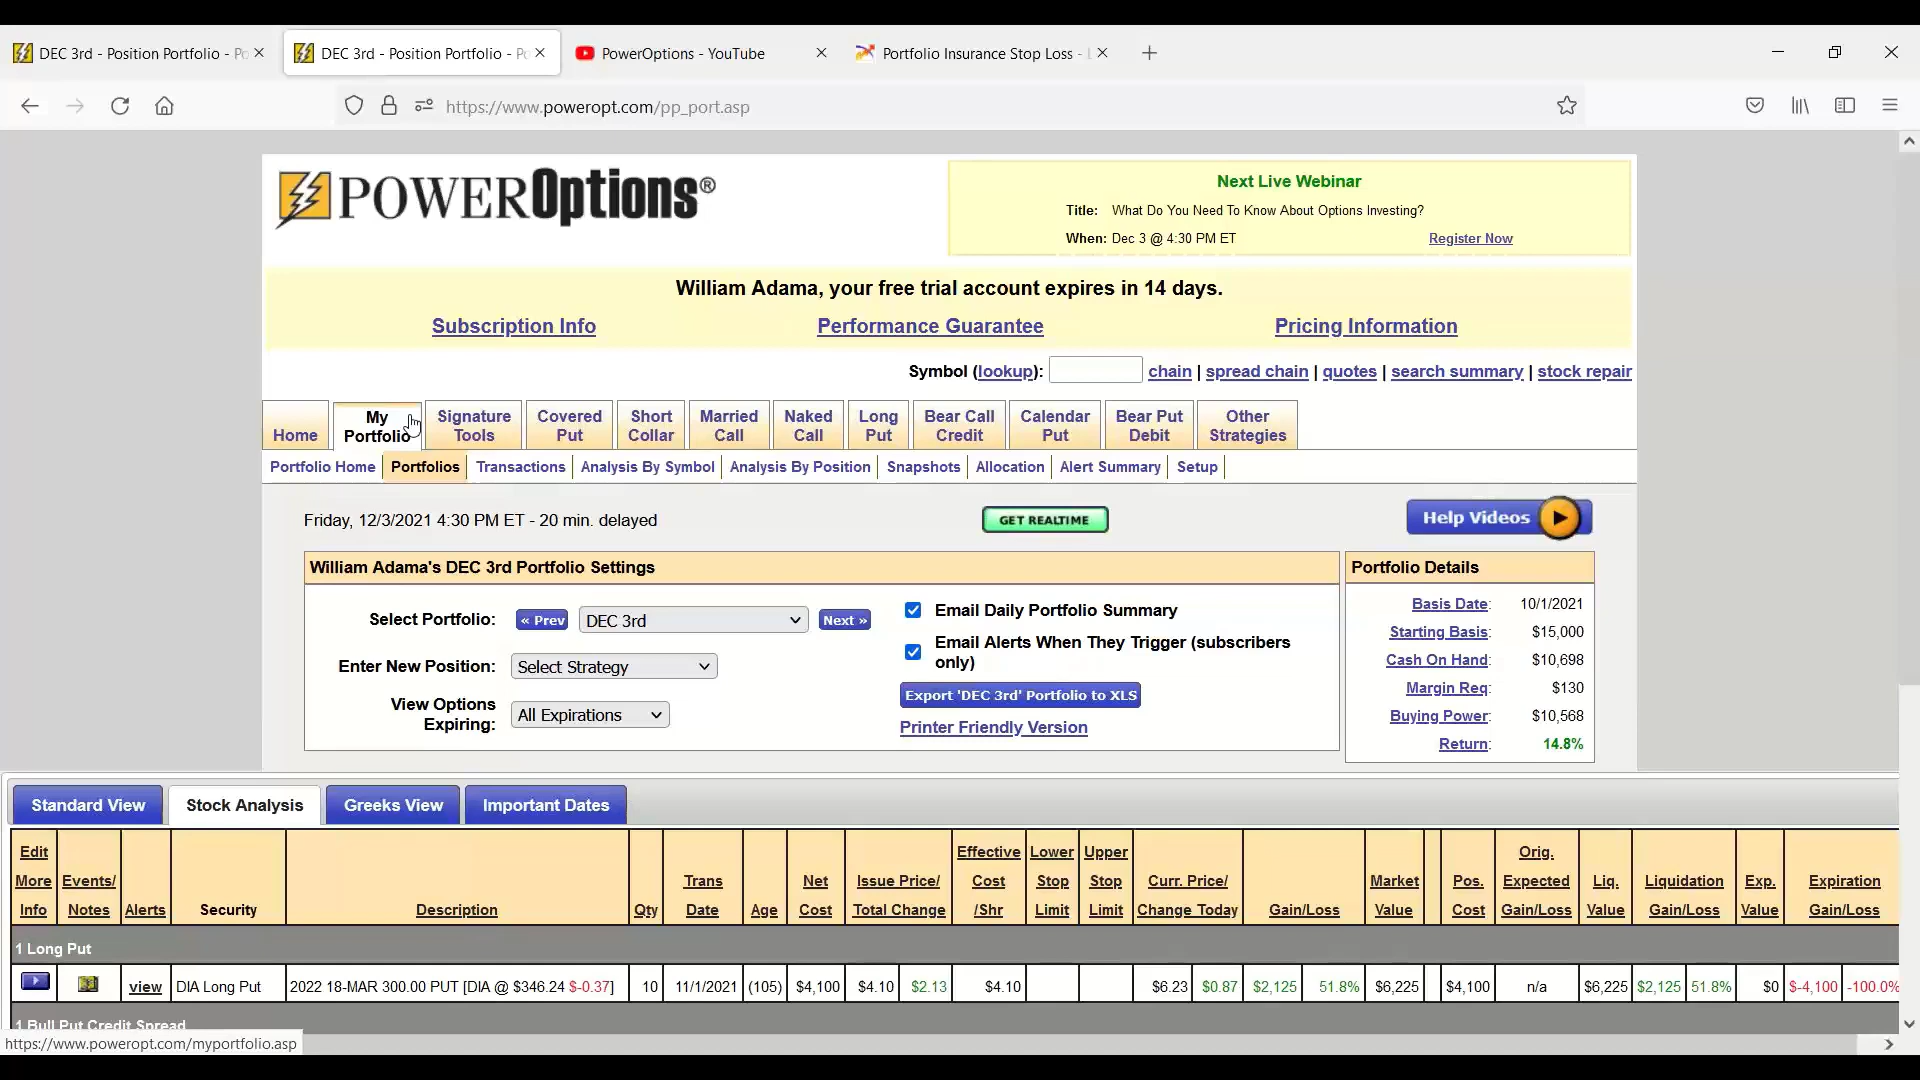 DEC 3rd - Position Portfolio - Po
DEC 3rd - Position Portfolio - Po
PowerOptions - YouTube
Portfolio Insurance Stop Loss -
https://www.poweropt.com/pp_port.asp
POWEROptions®
Next Live Webinar
Title: What Do You Need To Know About Options Investing?
When: Dec 3 @ 4:30 PM ET Register Now
William Adama, your free trial account expires in 14 days.
Subscription Info Performance Guarantee Pricing Information
Symbol (lookup): chain | spread chain | quotes | search summary | stock repair
Home
My Portfolio
Signature Tools
Covered Put
Short Collar
Married Call
Naked Call
Long Put
Bear Call Credit
Calendar Put
Bear Put Debit
Other Strategies
Portfolio Home Portfolios Transactions Analysis By Symbol Analysis By Position Snapshots Allocation Alert Summary Setup
Friday, 12/3/2021 4:30 PM ET - 20 min. delayed
GET REALTIME
Help Videos
William Adama's DEC 3rd Portfolio Settings
Select Portfolio: « Prev DEC 3rd Next »
Enter New Position: Select Strategy
View Options Expiring: All Expirations
Email Daily Portfolio Summary
Email Alerts When They Trigger (subscribers
only)
Export 'DEC 3rd' Portfolio to XLS
Printer Friendly Version
Portfolio Details
Basis Date: 10/1/2021
Starting Basis: $15,000
Cash On Hand: $10,698
Margin Req: $130
Buying Power: $10,568
Return: 14.8%
Standard View Stock Analysis Greeks View Important Dates
Edit More Info
Events/ Notes
Alerts
Security
Description
Qty
Trans Date
Age
Net Cost
Issue Price/ Total Change
Effective Cost /Shr
Lower Stop Limit
Upper Stop Limit
Curr. Price/ Change Today
Gain/Loss
Market Value
Pos. Cost
Orig. Expected Gain/Loss
Liq. Value
Liquidation Gain/Loss
Exp. Value
Expiration Gain/Loss
1 Long Put
view DIA Long Put 2022 18-MAR 300.00 PUT [DIA @ $346.24 $-0.37] 10 11/1/2021 (105) $4,100 $4.10 $2.13 $4.10 $6.23 $0.87 $2,125 51.8% $6,225 $4,100 n/a $6,225 $2,125 51.8% $0 $-4,100 -100.0%
1 Bull Put Credit Spread
https://www.poweropt.com/myportfolio.asp